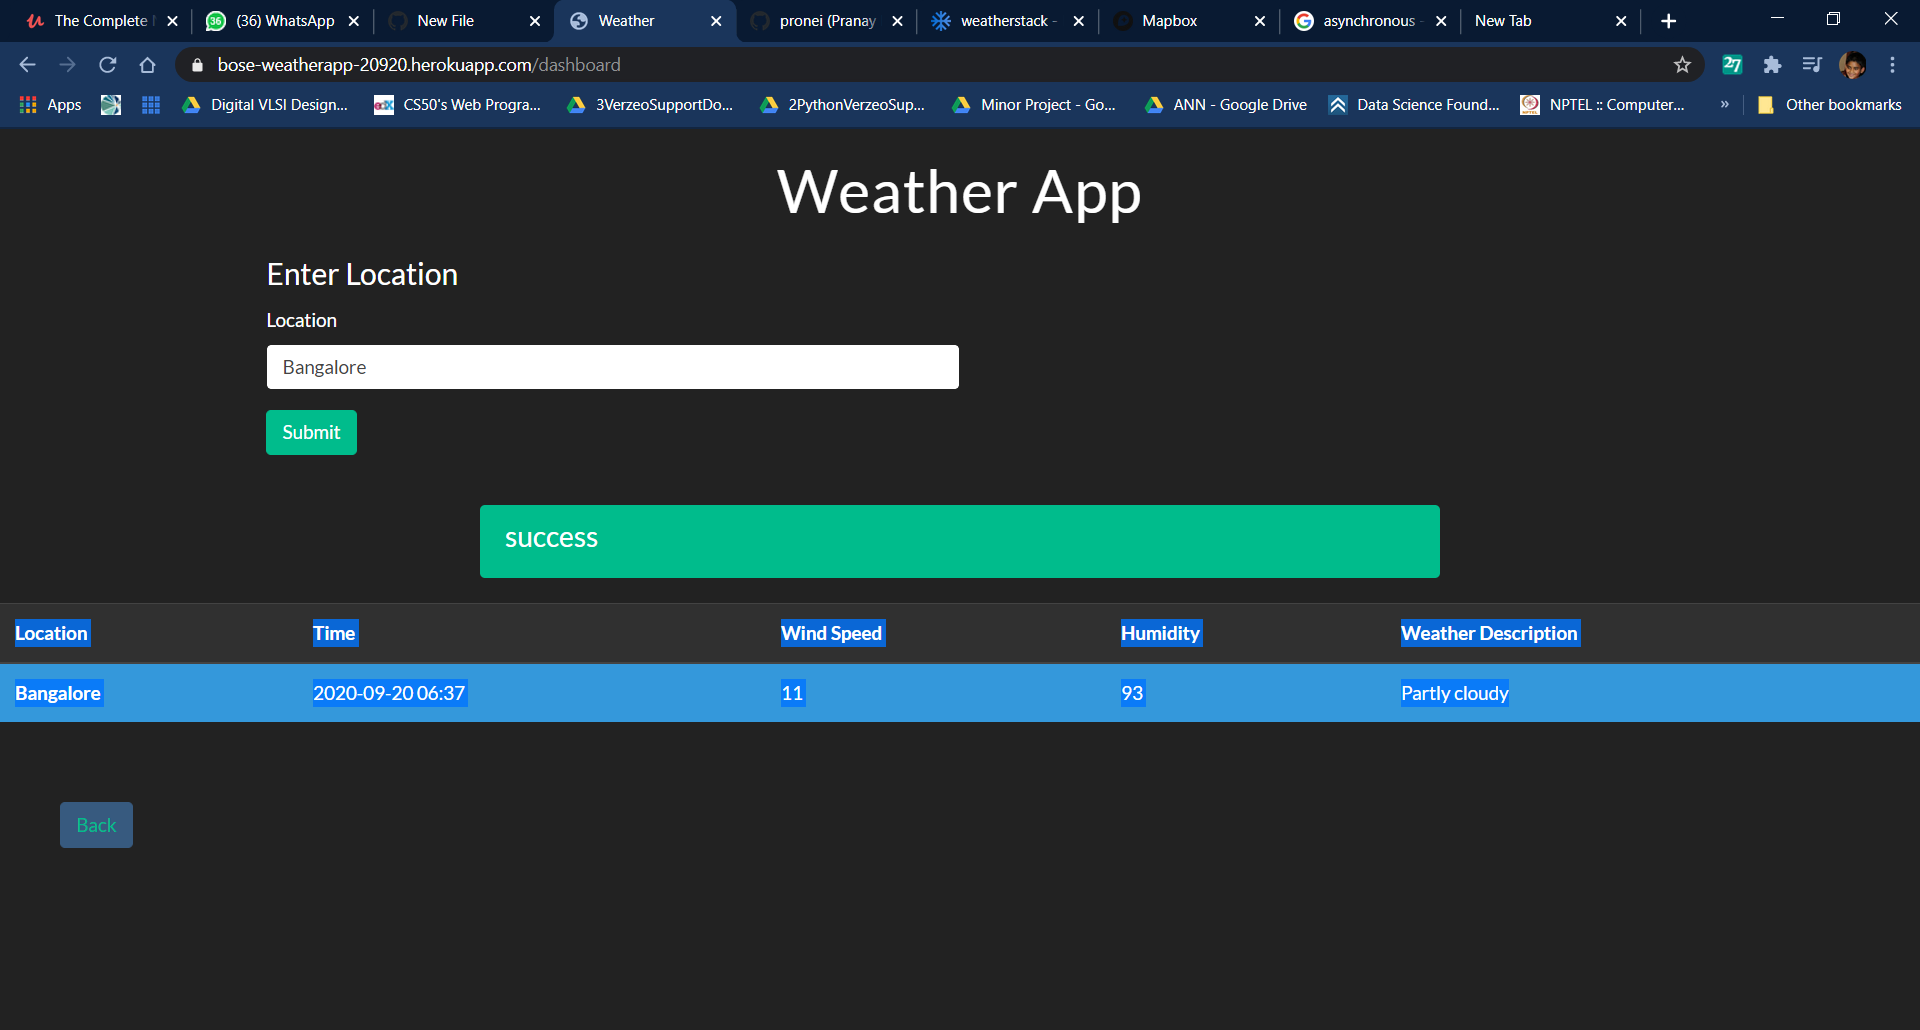 The Complete
(36) WhatsApp
New File
Weather
pronei (Pranay
weatherstack -
Mapbox
asynchronous -
New Tab
bose-weatherapp-20920.herokuapp.com/dashboard
27
Apps
Digital VLSI Design...
CS50's Web Progra...
3VerzeoSupportDo...
2PythonVerzeoSup...
Minor Project - Go...
ANN - Google Drive
Data Science Found...
NPTEL :: Computer...
»
Other bookmarks
Weather App
Enter Location
Location
Bangalore
Submit
success
Location Time Wind Speed Humidity Weather Description
Bangalore 2020-09-20 06:37 11 93 Partly cloudy
Back